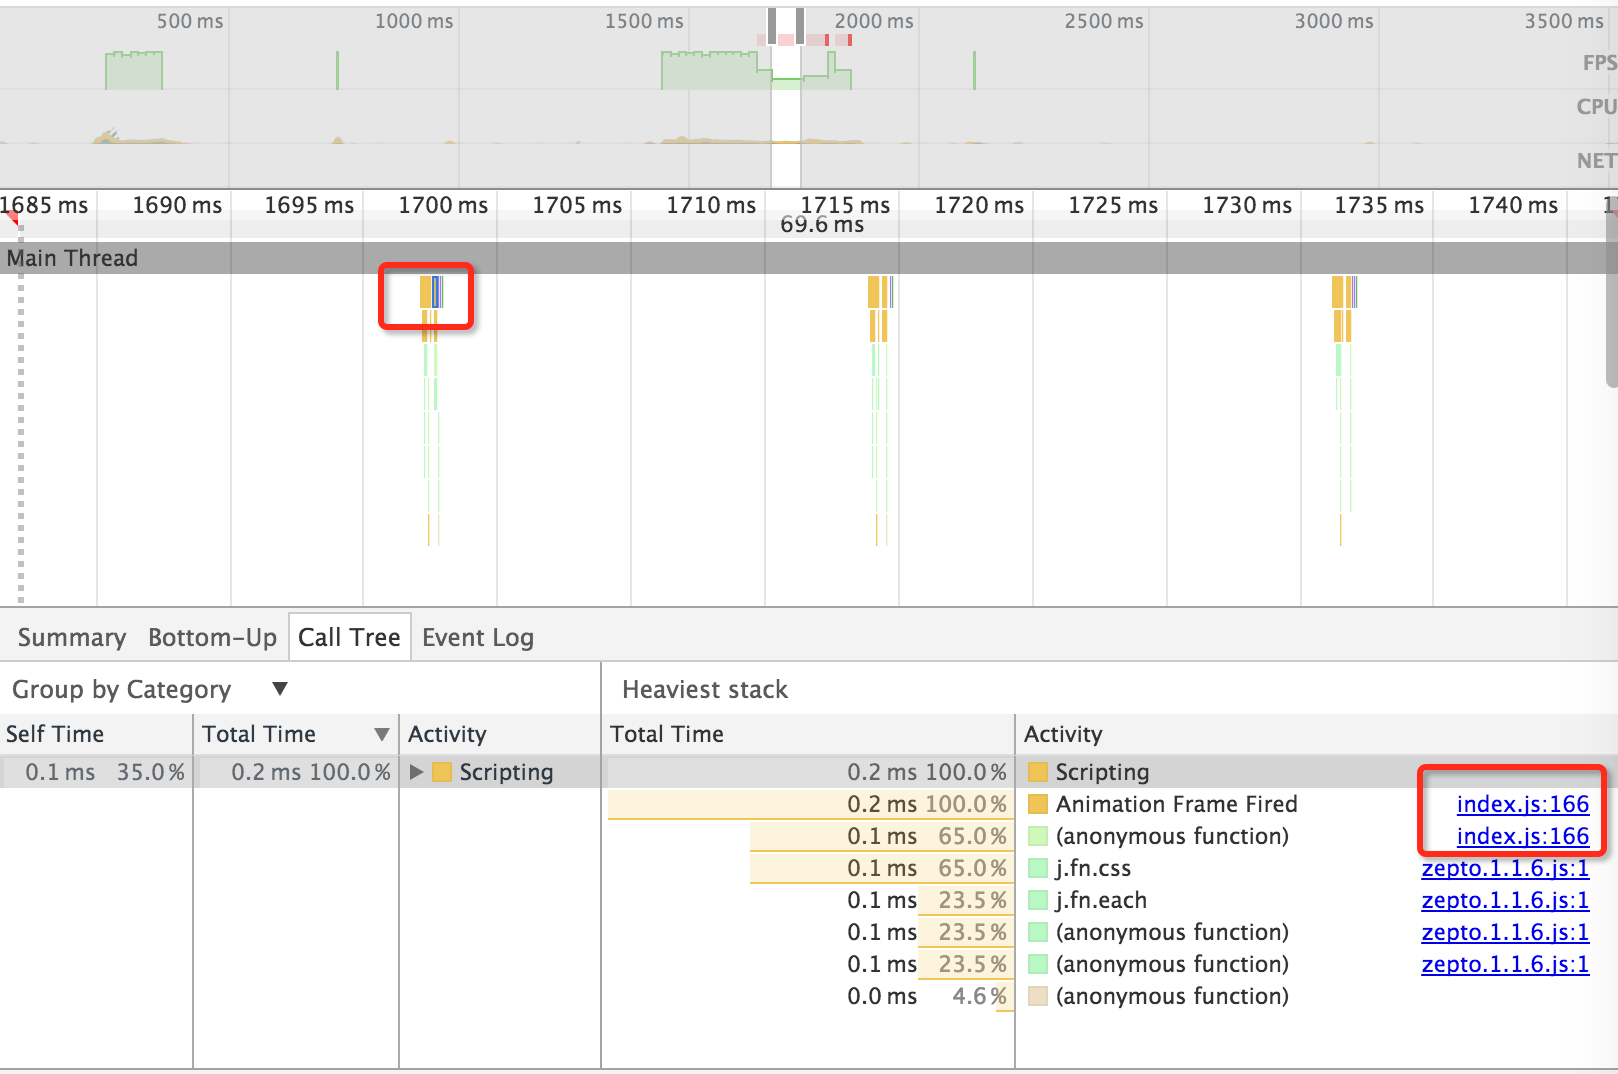 500 ms 1000 ms 1500 ms 2000 ms 2500 ms 3000 ms 3500 ms
FPS
CPU
NET
1685 ms 1690 ms 1695 ms 1700 ms 1705 ms 1710 ms 1715 ms 1720 ms 1725 ms 1730 ms 1735 ms 1740 ms
69.6 ms
Main Thread
Summary Bottom-Up Call Tree Event Log
Group by Category ▼ Heaviest stack
Self Time Total Time ▼ Activity Total Time Activity
0.1 ms 35.0 % 0.2 ms 100.0 % ▶ Scripting 0.2 ms 100.0 % Scripting
0.2 ms 100.0 % Animation Frame Fired index.js:166
0.1 ms 65.0 % (anonymous function) index.js:166
0.1 ms 65.0 % j.fn.css zepto.1.1.6.js:1
0.1 ms 23.5 % j.fn.each zepto.1.1.6.js:1
0.1 ms 23.5 % (anonymous function) zepto.1.1.6.js:1
0.1 ms 23.5 % (anonymous function) zepto.1.1.6.js:1
0.0 ms 4.6 % (anonymous function)